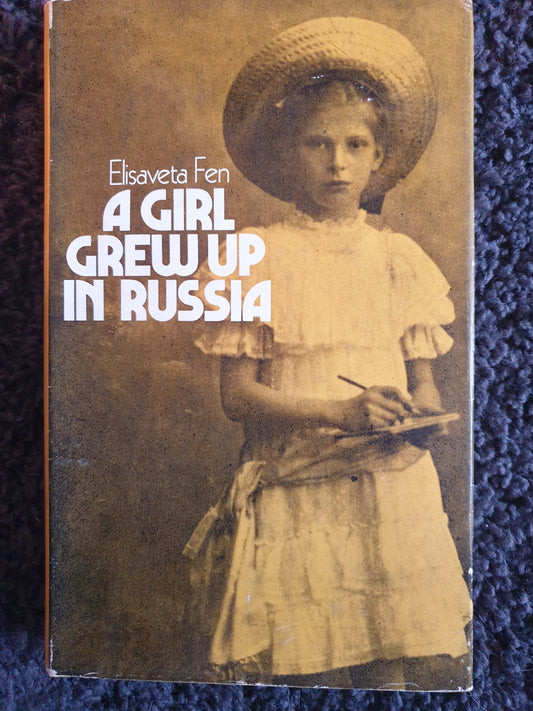 Elisaveta Fen
A GIRL
GREW UP
IN RUSSIA